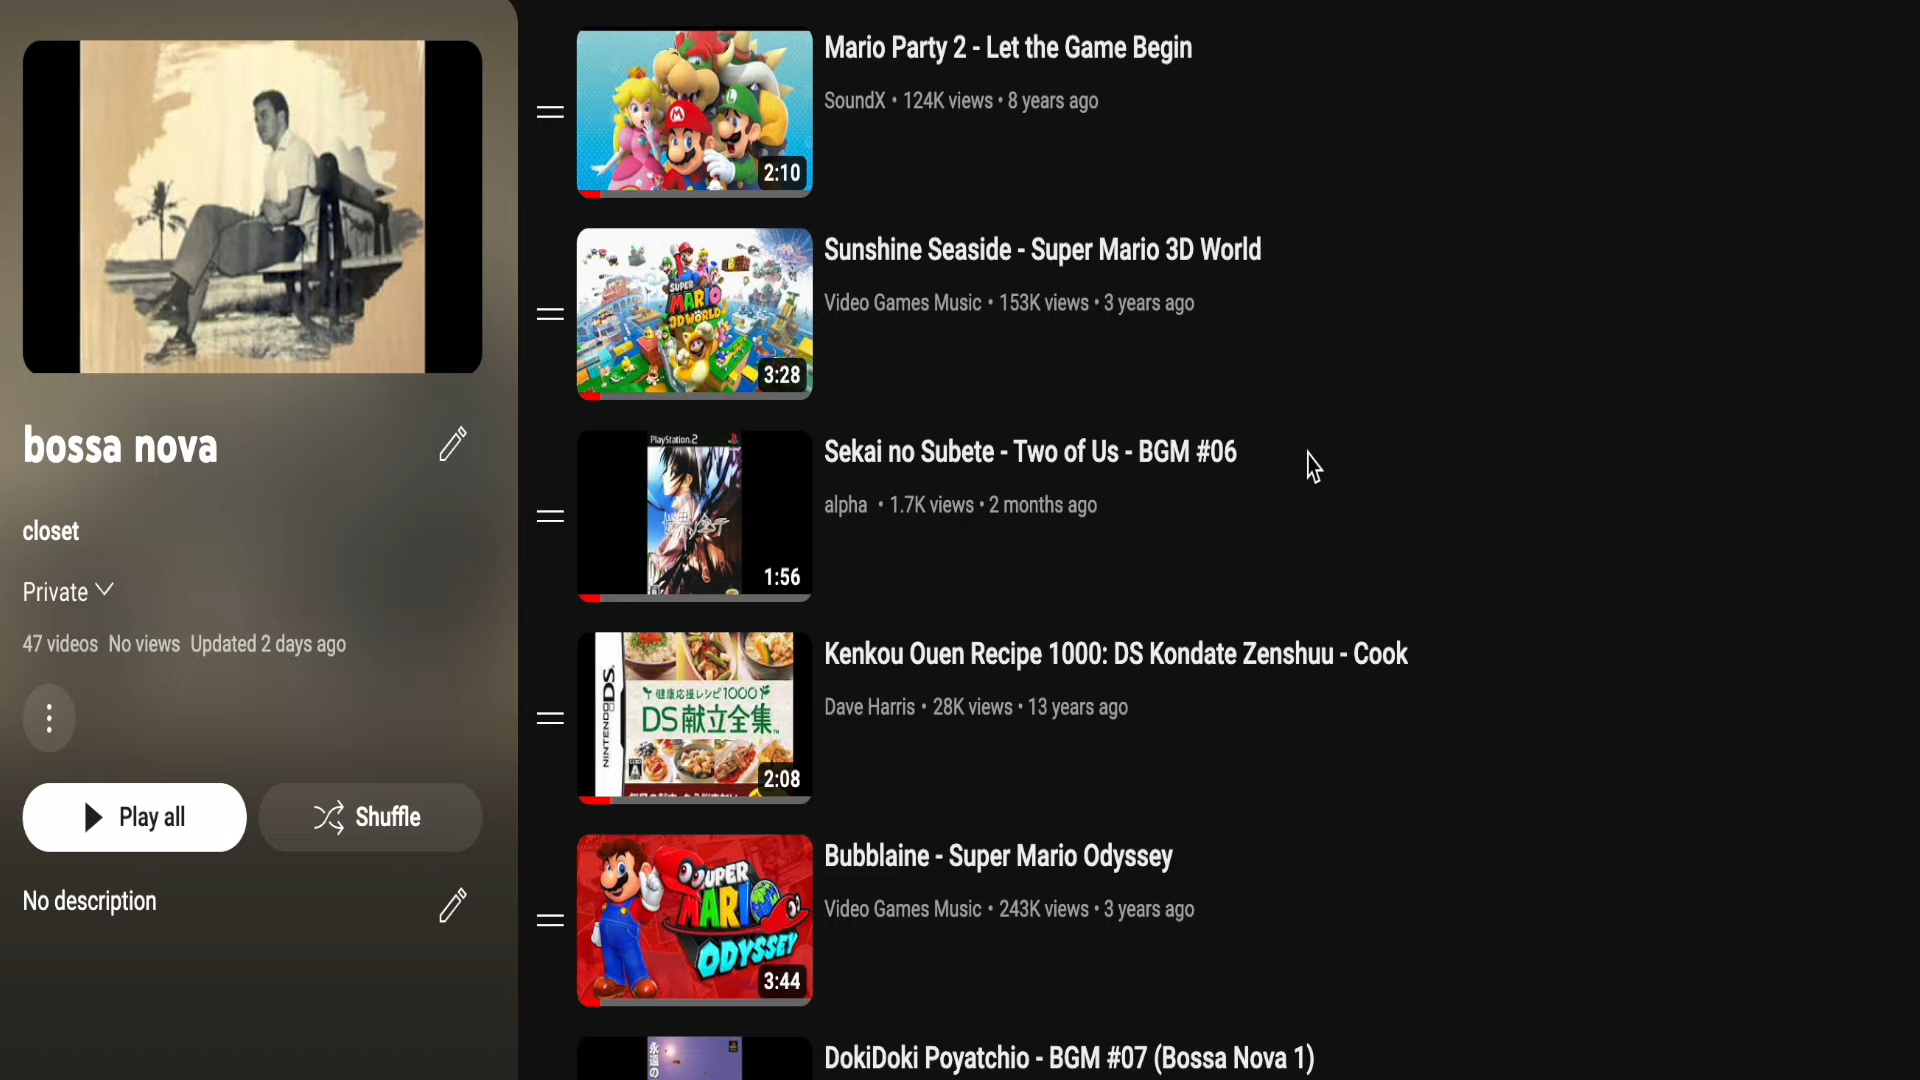 bossa nova
closet
Private
47 videos No views Updated 2 days ago
Play all
Shuffle
No description
Mario Party 2 - Let the Game Begin
SoundX • 124K views • 8 years ago
2:10
Sunshine Seaside - Super Mario 3D World
Video Games Music • 153K views • 3 years ago
SUPER
MARIO
3D WORLD
3:28
Sekai no Subete - Two of Us - BGM #06
alpha • 1.7K views • 2 months ago
PlayStation.2
1:56
Kenkou Ouen Recipe 1000: DS Kondate Zenshuu - Cook
Dave Harris • 28K views • 13 years ago
NINTENDO DS
健康応援レシピ1000
DS献立全集
2:08
Bubblaine - Super Mario Odyssey
Video Games Music • 243K views • 3 years ago
SUPER
MARIO
ODYSSEY
3:44
DokiDoki Poyatchio - BGM #07 (Bossa Nova 1)
永遠の